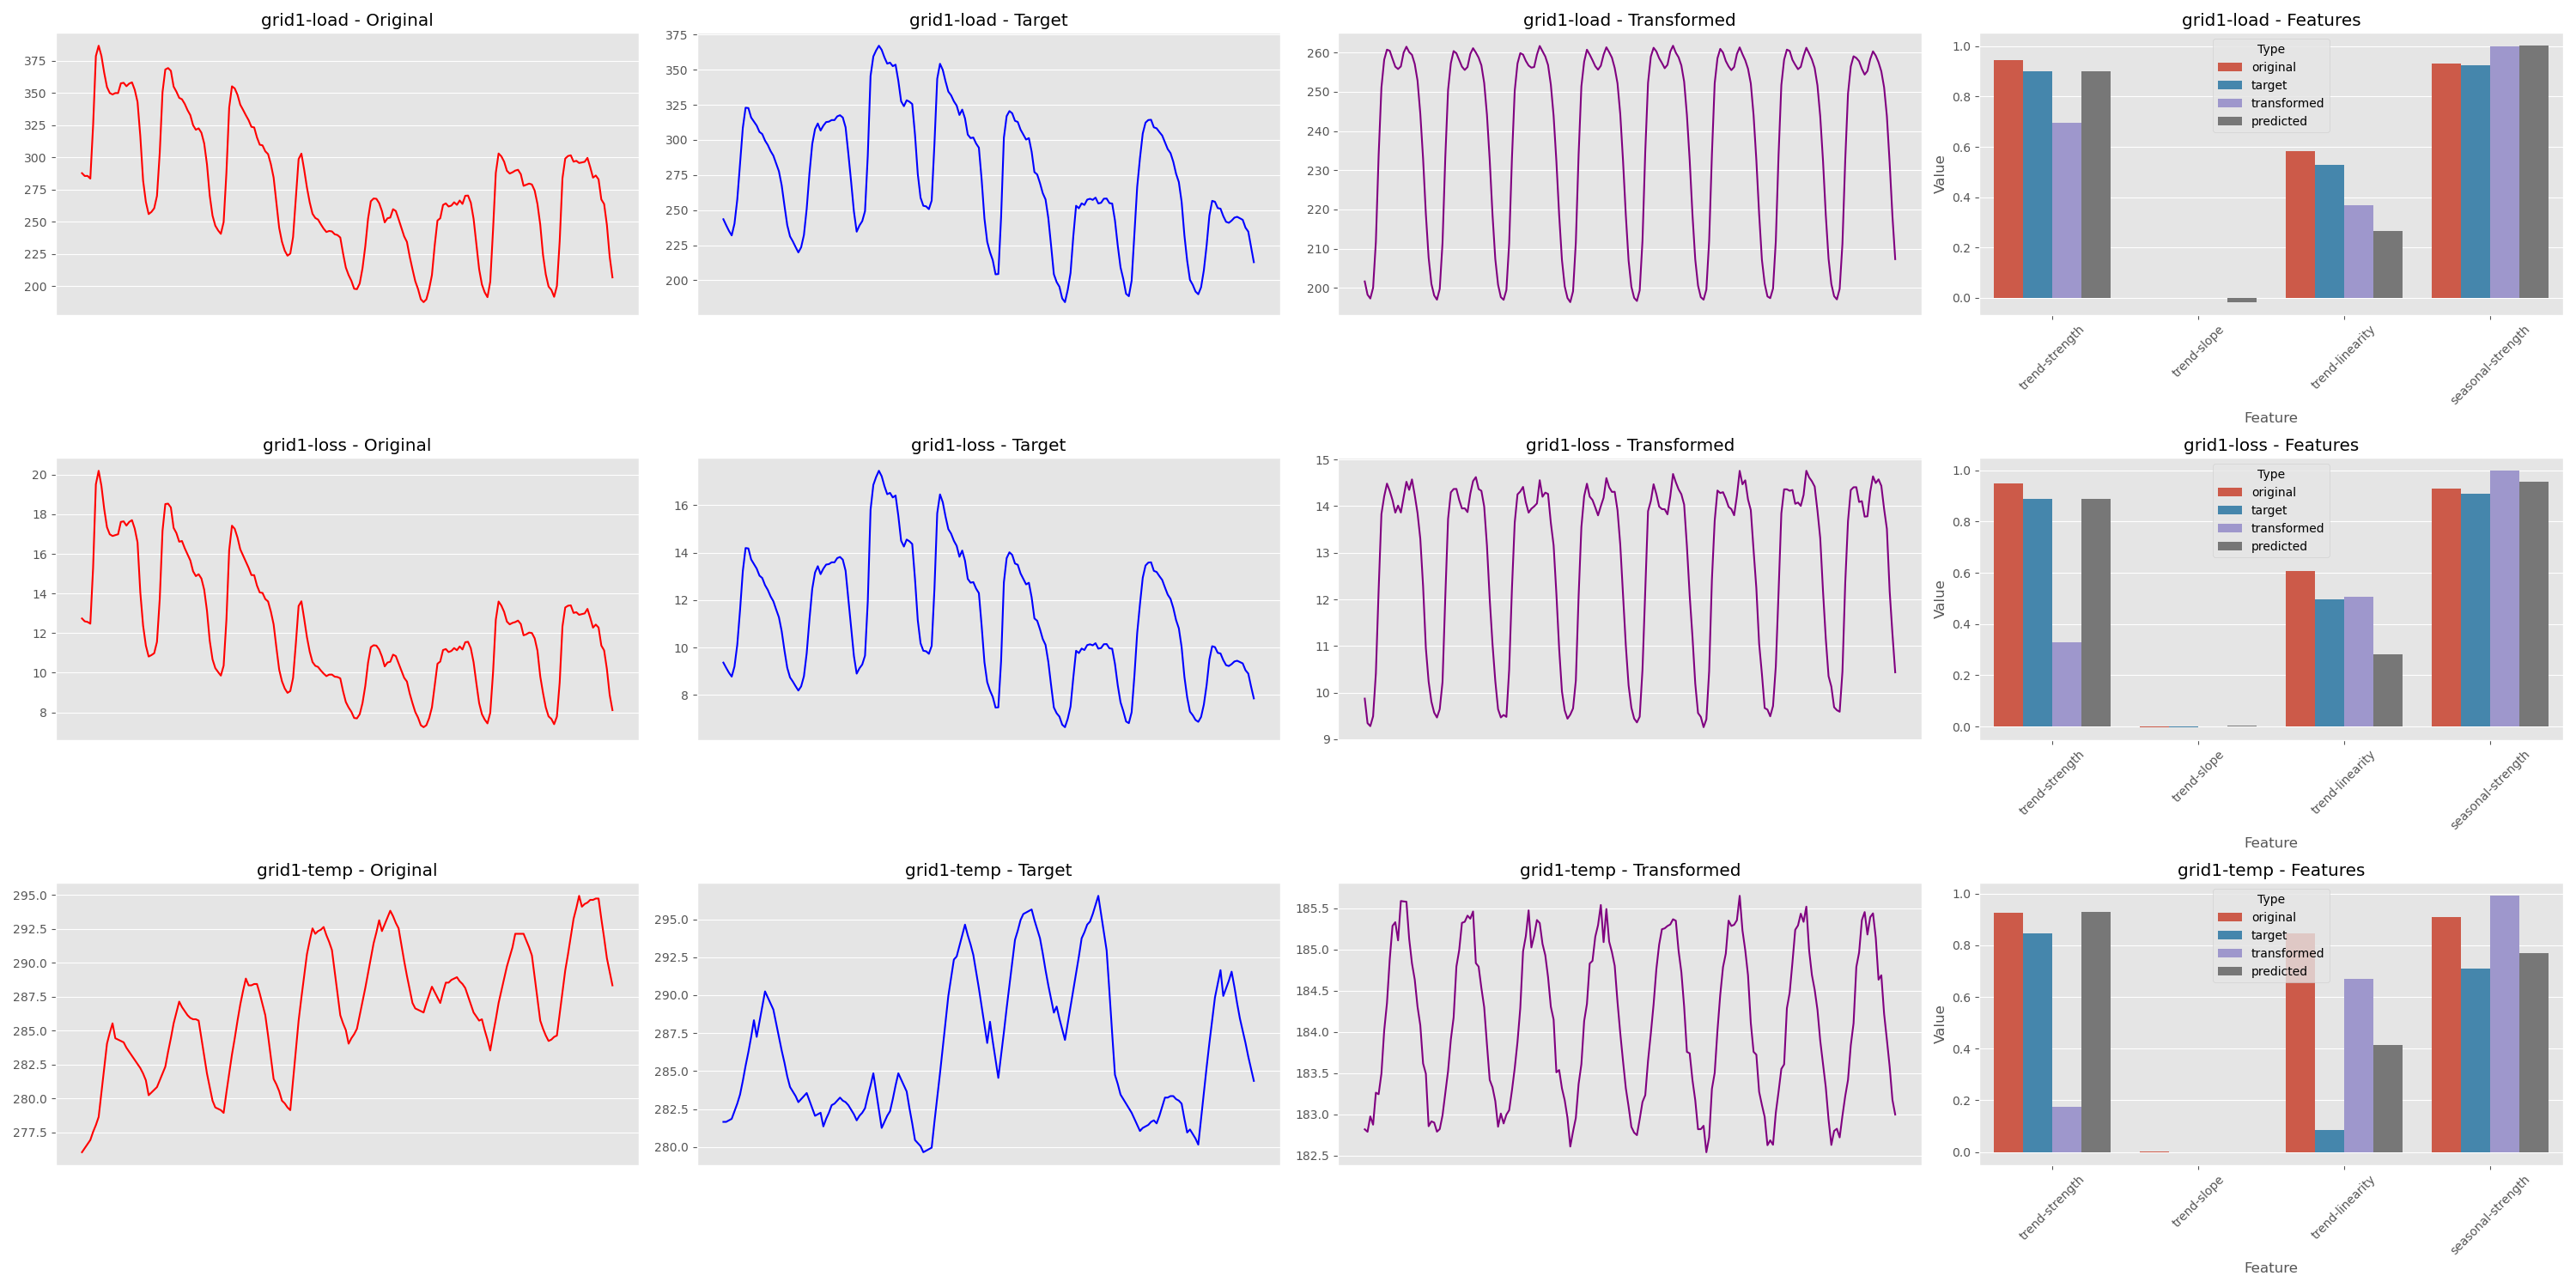 grid1-load - Original
375
350
325
300
275
250
225
200
grid1-load - Target
375
350
325
300
275
250
225
200
grid1-load - Transformed
260
250
240
230
220
210
200
grid1-load - Features
Value
1.0
0.8
0.6
0.4
0.2
0.0
Type
original
target
transformed
predicted
trend-strength
trend-slope
trend-linearity
seasonal-strength
Feature
grid1-loss - Original
20
18
16
14
12
10
8
grid1-loss - Target
16
14
12
10
8
grid1-loss - Transformed
15
14
13
12
11
10
9
grid1-loss - Features
Value
1.0
0.8
0.6
0.4
0.2
0.0
Type
original
target
transformed
predicted
trend-strength
trend-slope
trend-linearity
seasonal-strength
Feature
grid1-temp - Original
295.0
292.5
290.0
287.5
285.0
282.5
280.0
277.5
grid1-temp - Target
295.0
292.5
290.0
287.5
285.0
282.5
280.0
grid1-temp - Transformed
185.5
185.0
184.5
184.0
183.5
183.0
182.5
grid1-temp - Features
Value
1.0
0.8
0.6
0.4
0.2
0.0
Type
original
target
transformed
predicted
trend-strength
trend-slope
trend-linearity
seasonal-strength
Feature